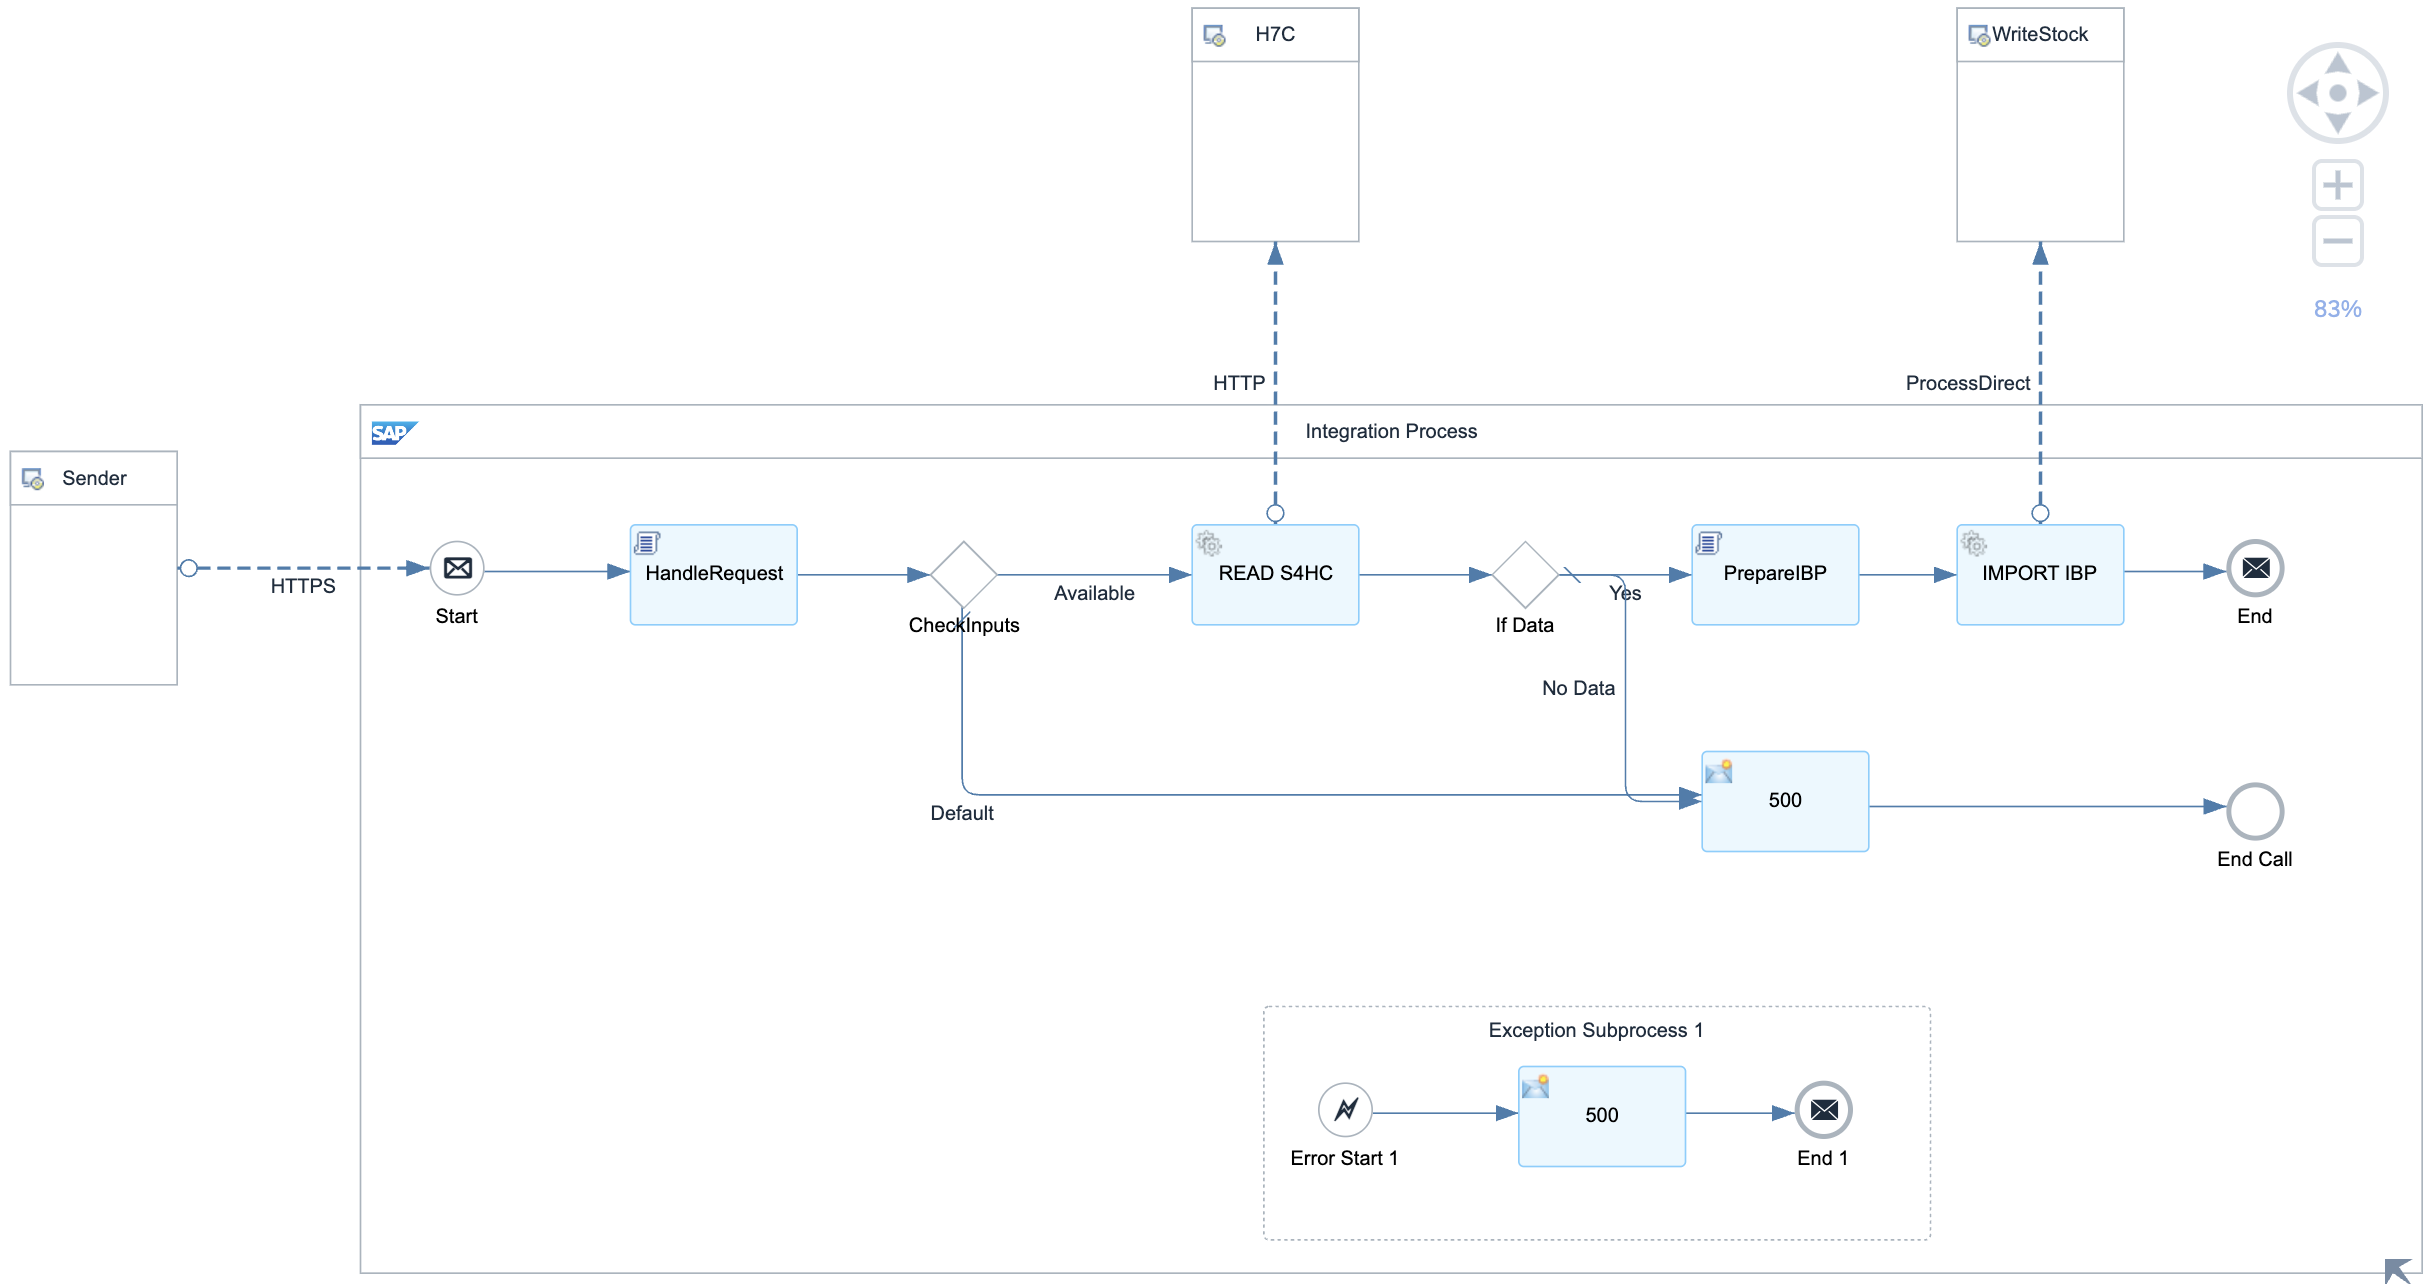 H7C
WriteStock
83%
HTTP
ProcessDirect
SAP
Integration Process
Sender
HTTPS
Start
HandleRequest
CheckInputs
Available
READ S4HC
If Data
Yes
PrepareIBP
IMPORT IBP
End
No Data
Default
500
End Call
Exception Subprocess 1
Error Start 1
500
End 1